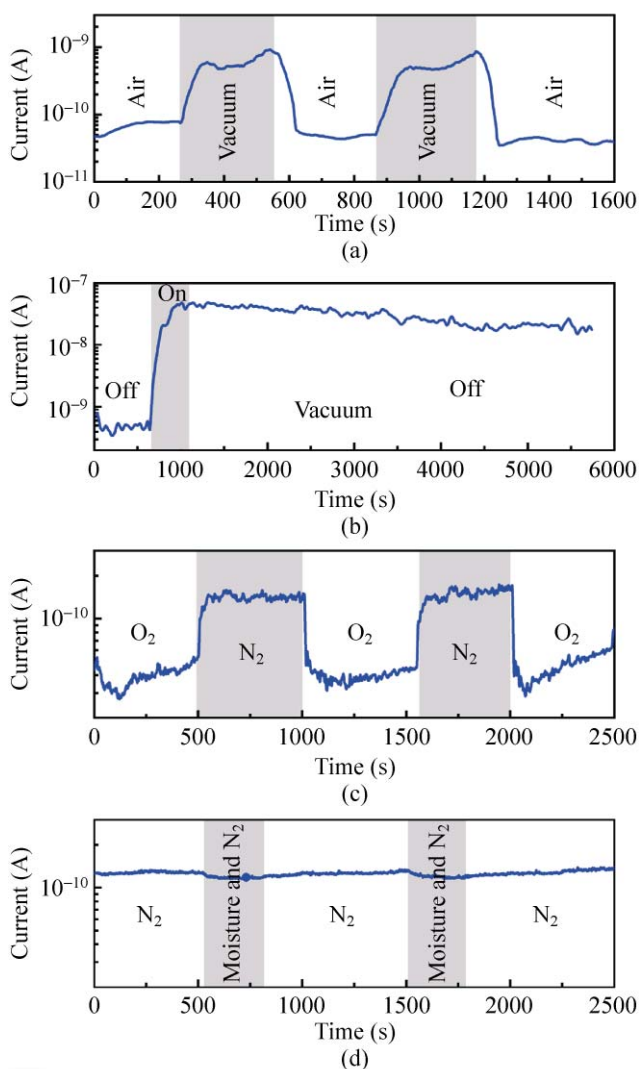 Current (A)
10⁻⁹
10⁻¹⁰
10⁻¹¹
Air
Vacuum
Air
Vacuum
Air
0 200 400 600 800 1000 1200 1400 1600
Time (s)
(a)
Current (A)
10⁻⁷
10⁻⁸
10⁻⁹
On
Off
Vacuum
Off
0 1000 2000 3000 4000 5000 6000
Time (s)
(b)
Current (A)
10⁻¹⁰
O₂
N₂
O₂
N₂
O₂
0 500 1000 1500 2000 2500
Time (s)
(c)
Current (A)
10⁻¹⁰
N₂
Moisture and N₂
N₂
Moisture and N₂
N₂
0 500 1000 1500 2000 2500
(d)